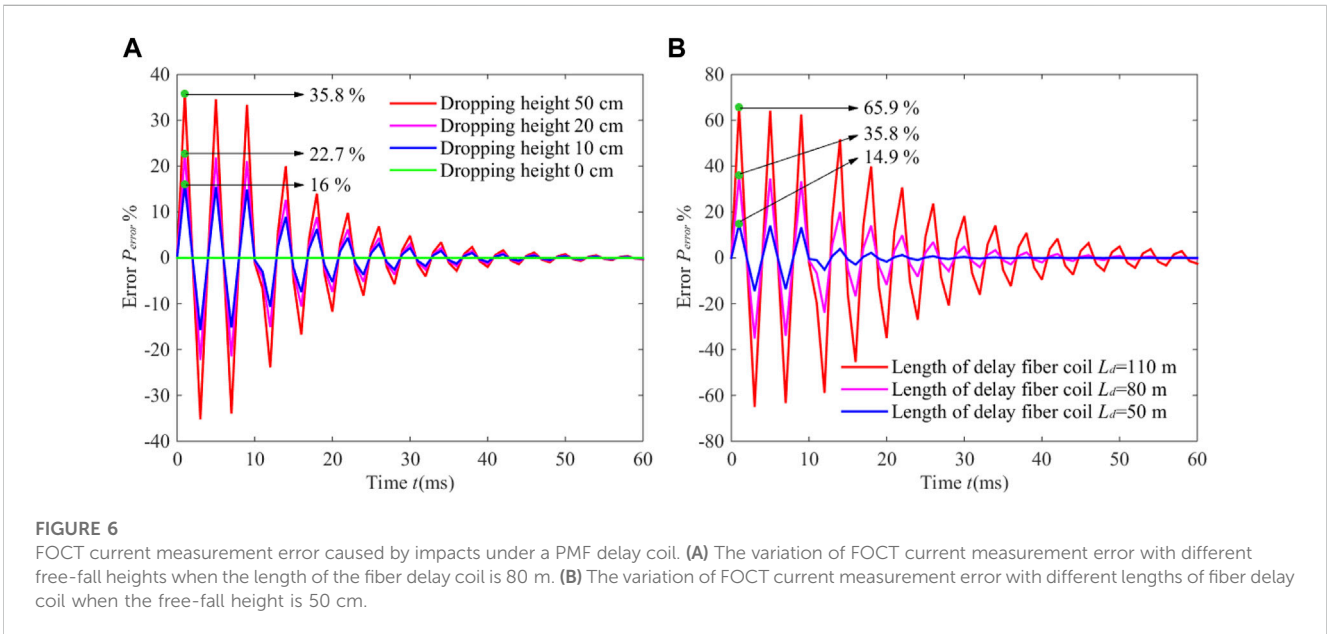 A
40
30
20
10
0
-10
-20
-30
-40
Error P_error %
35.8 %
22.7 %
16 %
Dropping height 50 cm
Dropping height 20 cm
Dropping height 10 cm
Dropping height 0 cm
0 10 20 30 40 50 60
Time t(ms)
B
80
60
40
20
0
-20
-40
-60
-80
Error P_error %
65.9 %
35.8 %
14.9 %
Length of delay fiber coil L_d=110 m
Length of delay fiber coil L_d=80 m
Length of delay fiber coil L_d=50 m
0 10 20 30 40 50 60
Time t(ms)
FIGURE 6
FOCT current measurement error caused by impacts under a PMF delay coil. (A) The variation of FOCT current measurement error with different
free-fall heights when the length of the fiber delay coil is 80 m. (B) The variation of FOCT current measurement error with different lengths of fiber delay
coil when the free-fall height is 50 cm.